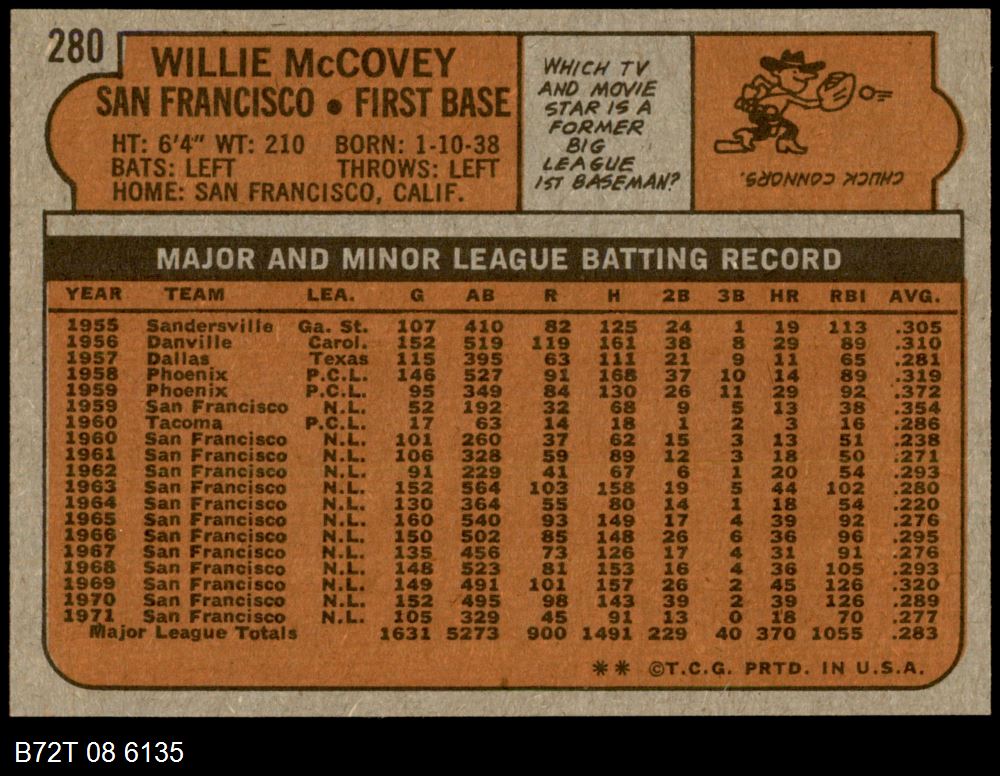 280
WILLIE McCOVEY
SAN FRANCISCO • FIRST BASE
HT: 6'4" WT: 210 BORN: 1-10-38
BATS: LEFT THROWS: LEFT
HOME: SAN FRANCISCO, CALIF.
WHICH TV
AND MOVIE
STAR IS A
FORMER
BIG
LEAGUE
1ST BASEMAN?
CHUCK CONNORS.
MAJOR AND MINOR LEAGUE BATTING RECORD
YEAR TEAM LEA. G AB R H 2B 3B HR RBI AVG.
1955 Sandersville Ga. St. 107 410 82 125 24 1 19 113 .305
1956 Danville Carol. 152 519 119 161 38 8 29 89 .310
1957 Dallas Texas 115 395 63 111 21 9 11 65 .281
1958 Phoenix P.C.L. 146 527 91 168 37 10 14 89 .319
1959 Phoenix P.C.L. 95 349 84 130 26 11 29 92 .372
1959 San Francisco N.L. 52 192 32 68 9 5 13 38 .354
1960 Tacoma P.C.L. 17 63 14 18 1 2 3 16 .286
1960 San Francisco N.L. 101 260 37 62 15 3 13 51 .238
1961 San Francisco N.L. 106 328 59 89 12 3 18 50 .271
1962 San Francisco N.L. 91 229 41 67 6 1 20 54 .293
1963 San Francisco N.L. 152 564 103 158 19 5 44 102 .280
1964 San Francisco N.L. 130 364 55 80 14 1 18 54 .220
1965 San Francisco N.L. 160 540 93 149 17 4 39 92 .276
1966 San Francisco N.L. 150 502 85 148 26 6 36 96 .295
1967 San Francisco N.L. 135 456 73 126 17 4 31 91 .276
1968 San Francisco N.L. 148 523 81 153 16 4 36 105 .293
1969 San Francisco N.L. 149 491 101 157 26 2 45 126 .320
1970 San Francisco N.L. 152 495 98 143 39 2 39 126 .289
1971 San Francisco N.L. 105 329 45 91 13 0 18 70 .277
Major League Totals 1631 5273 900 1491 229 40 370 1055 .283
** ©T.C.G. PRTD. IN U.S.A.
B72T 08 6135